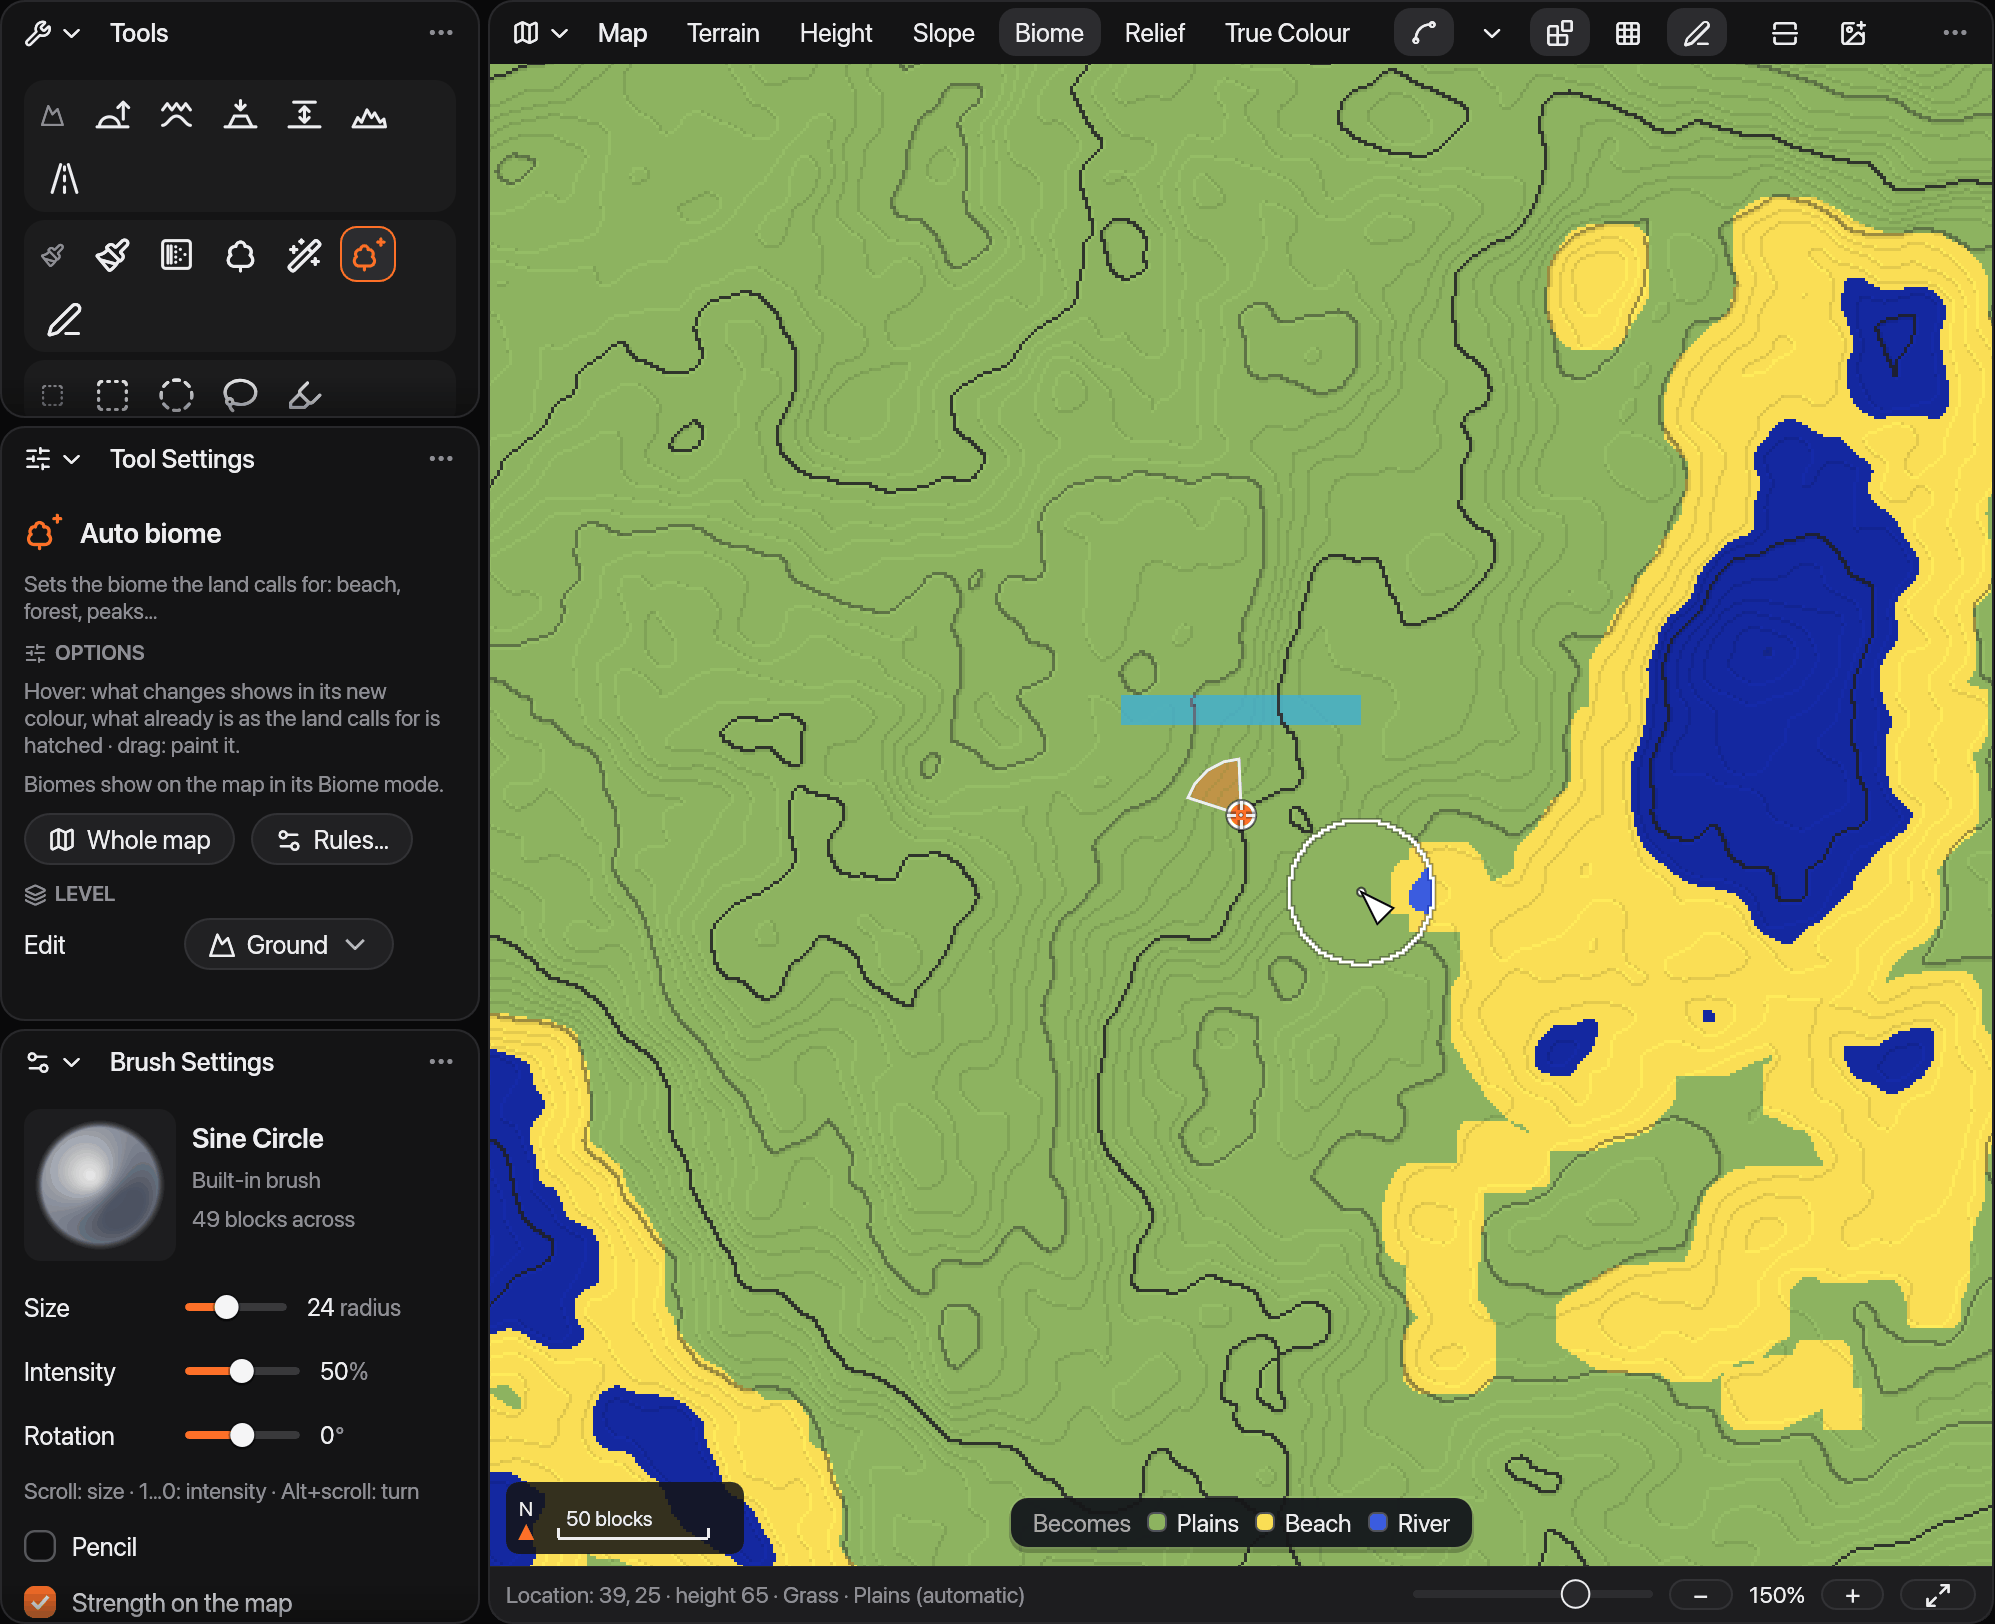 Tools
Map Terrain Height Slope Biome Relief True Colour
Tool Settings
Auto biome
Sets the biome the land calls for: beach,
forest, peaks...
OPTIONS
Hover: what changes shows in its new
colour, what already is as the land calls for is
hatched · drag: paint it.
Biomes show on the map in its Biome mode.
Whole map Rules...
LEVEL
Edit Ground
Brush Settings
Sine Circle
Built-in brush
49 blocks across
Size 24 radius
Intensity 50%
Rotation 0°
Scroll: size · 1...0: intensity · Alt+scroll: turn
Pencil
Strength on the map
N
50 blocks
Becomes Plains Beach River
Location: 39, 25 · height 65 · Grass · Plains (automatic)
− 150% +